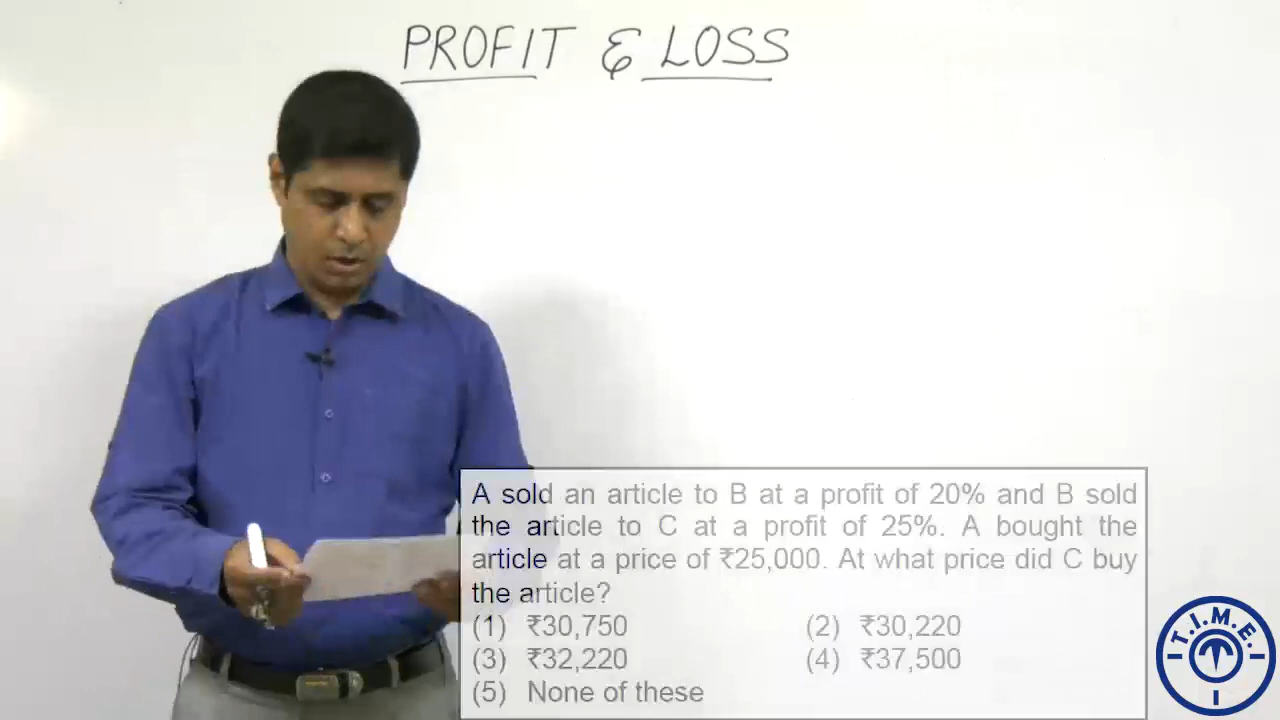 PROFIT & LOSS
A sold an article to B at a profit of 20% and B sold
the article to C at a profit of 25%. A bought the
article at a price of ₹25,000. At what price did C buy
the article?
(1) ₹30,750 (2) ₹30,220
(3) ₹32,220 (4) ₹37,500
(5) None of these
T.I.M.E.